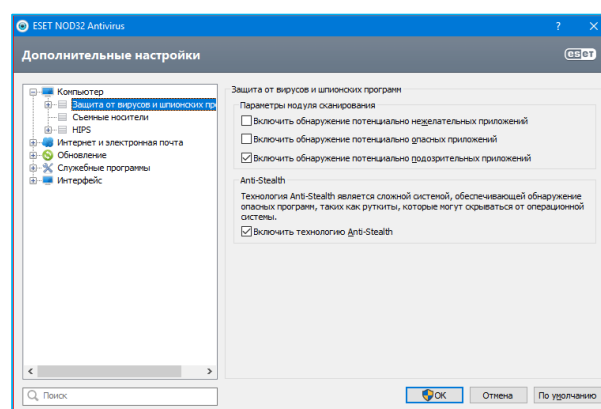 ESET NOD32 Antivirus
Дополнительные настройки
eset
Компьютер
Защита от вирусов и шпионских про
Съемные носители
HIPS
Интернет и электронная почта
Обновление
Служебные программы
Интерфейс
Поиск
Защита от вирусов и шпионских программ
Параметры модуля сканирования
Включить обнаружение потенциально нежелательных приложений
Включить обнаружение потенциально опасных приложений
Включить обнаружение потенциально подозрительных приложений
Anti-Stealth
Технология Anti-Stealth является сложной системой, обеспечивающей обнаружение
опасных программ, таких как руткиты, которые могут скрываться от операционной
системы.
Включить технологию Anti-Stealth
OK
Отмена
По умолчанию